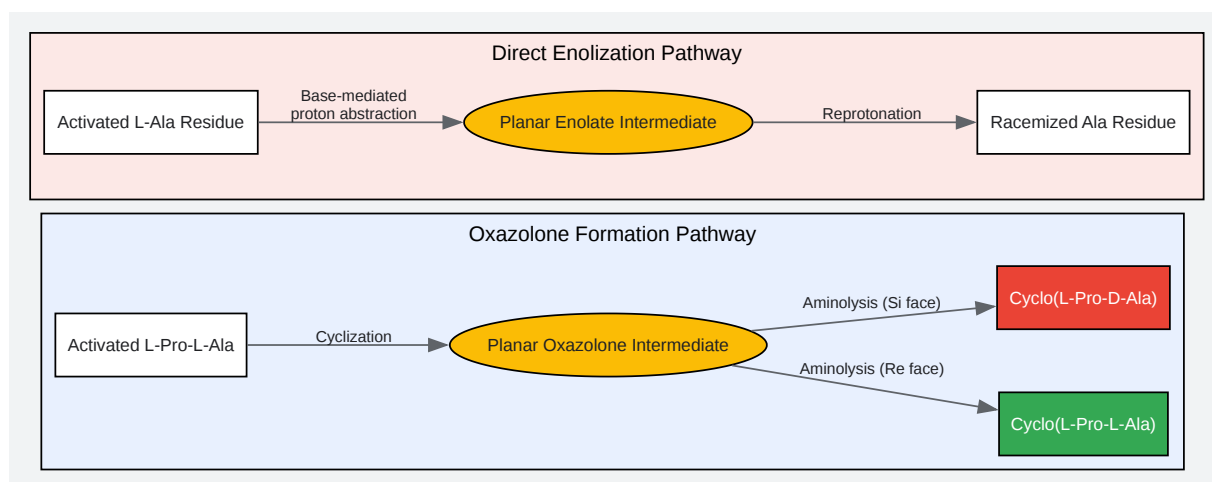 Direct Enolization Pathway
Activated L-Ala Residue
Base-mediated
proton abstraction
Planar Enolate Intermediate
Reprotonation
Racemized Ala Residue
Oxazolone Formation Pathway
Activated L-Pro-L-Ala
Cyclization
Planar Oxazolone Intermediate
Aminolysis (Si face)
Cyclo(L-Pro-D-Ala)
Aminolysis (Re face)
Cyclo(L-Pro-L-Ala)